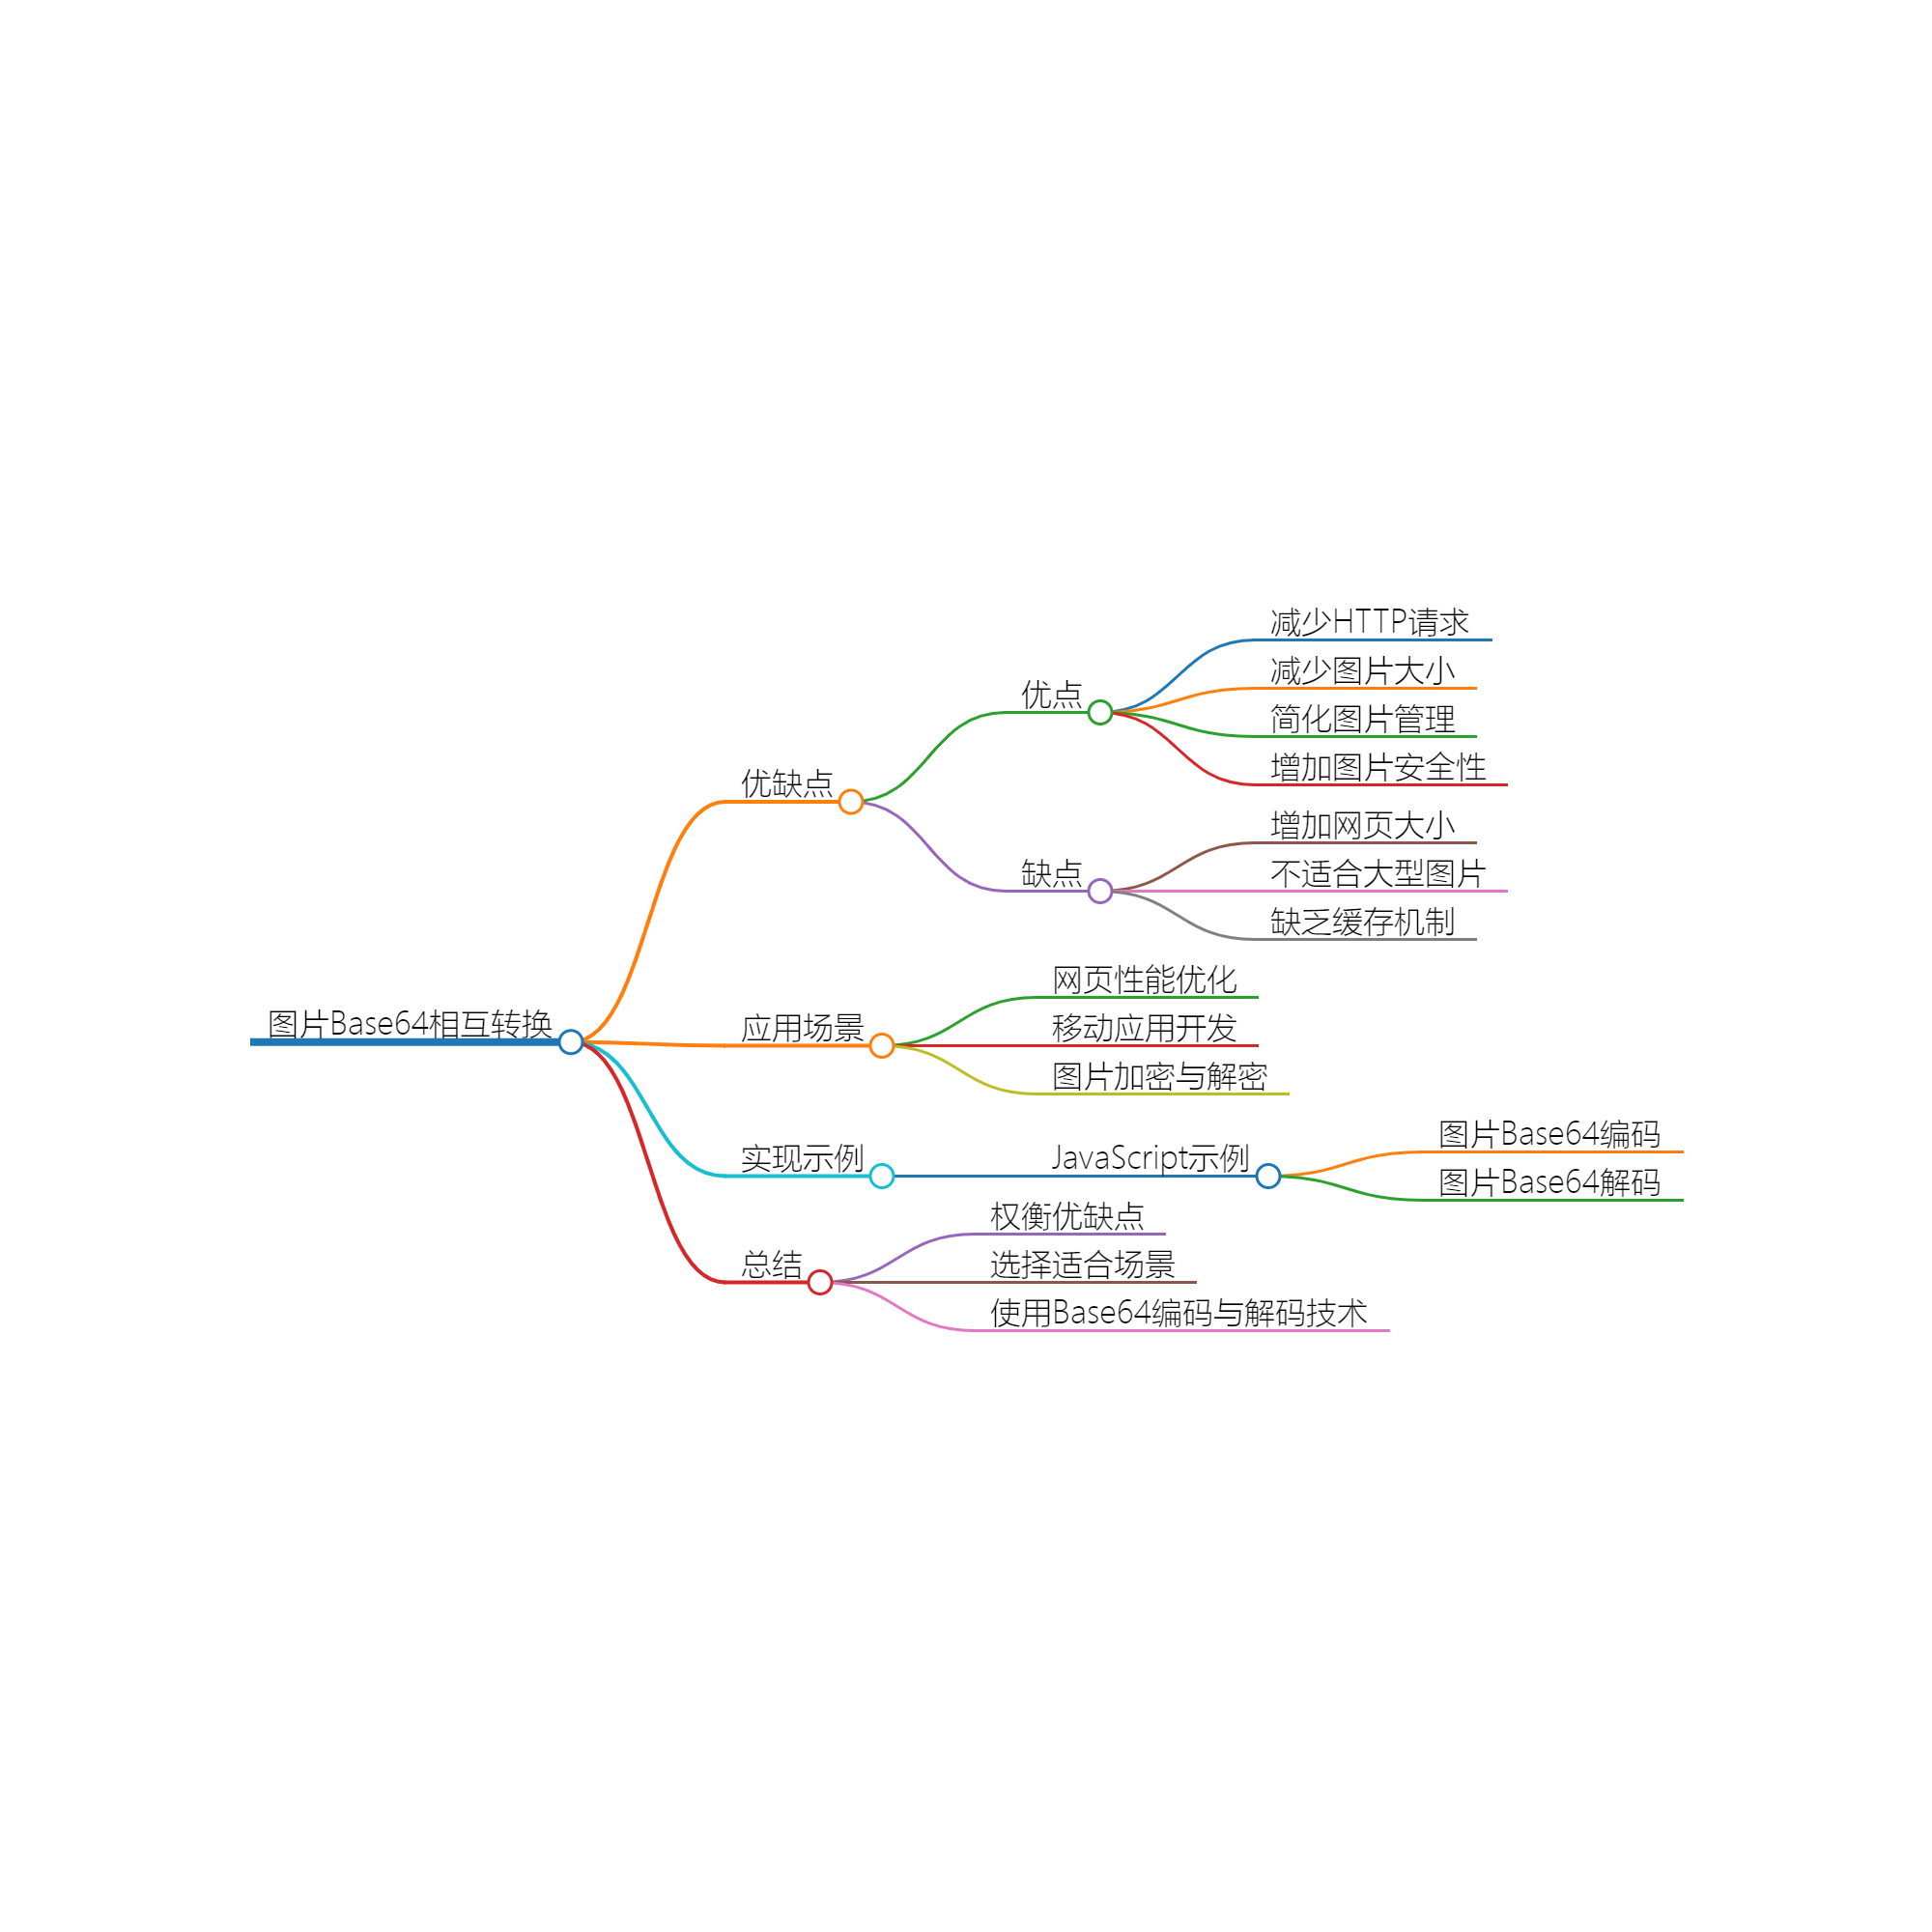 图片Base64相互转换
优缺点
优点
减少HTTP请求
减少图片大小
简化图片管理
增加图片安全性
缺点
增加网页大小
不适合大型图片
缺乏缓存机制
应用场景
网页性能优化
移动应用开发
图片加密与解密
实现示例
JavaScript示例
图片Base64编码
图片Base64解码
总结
权衡优缺点
选择适合场景
使用Base64编码与解码技术